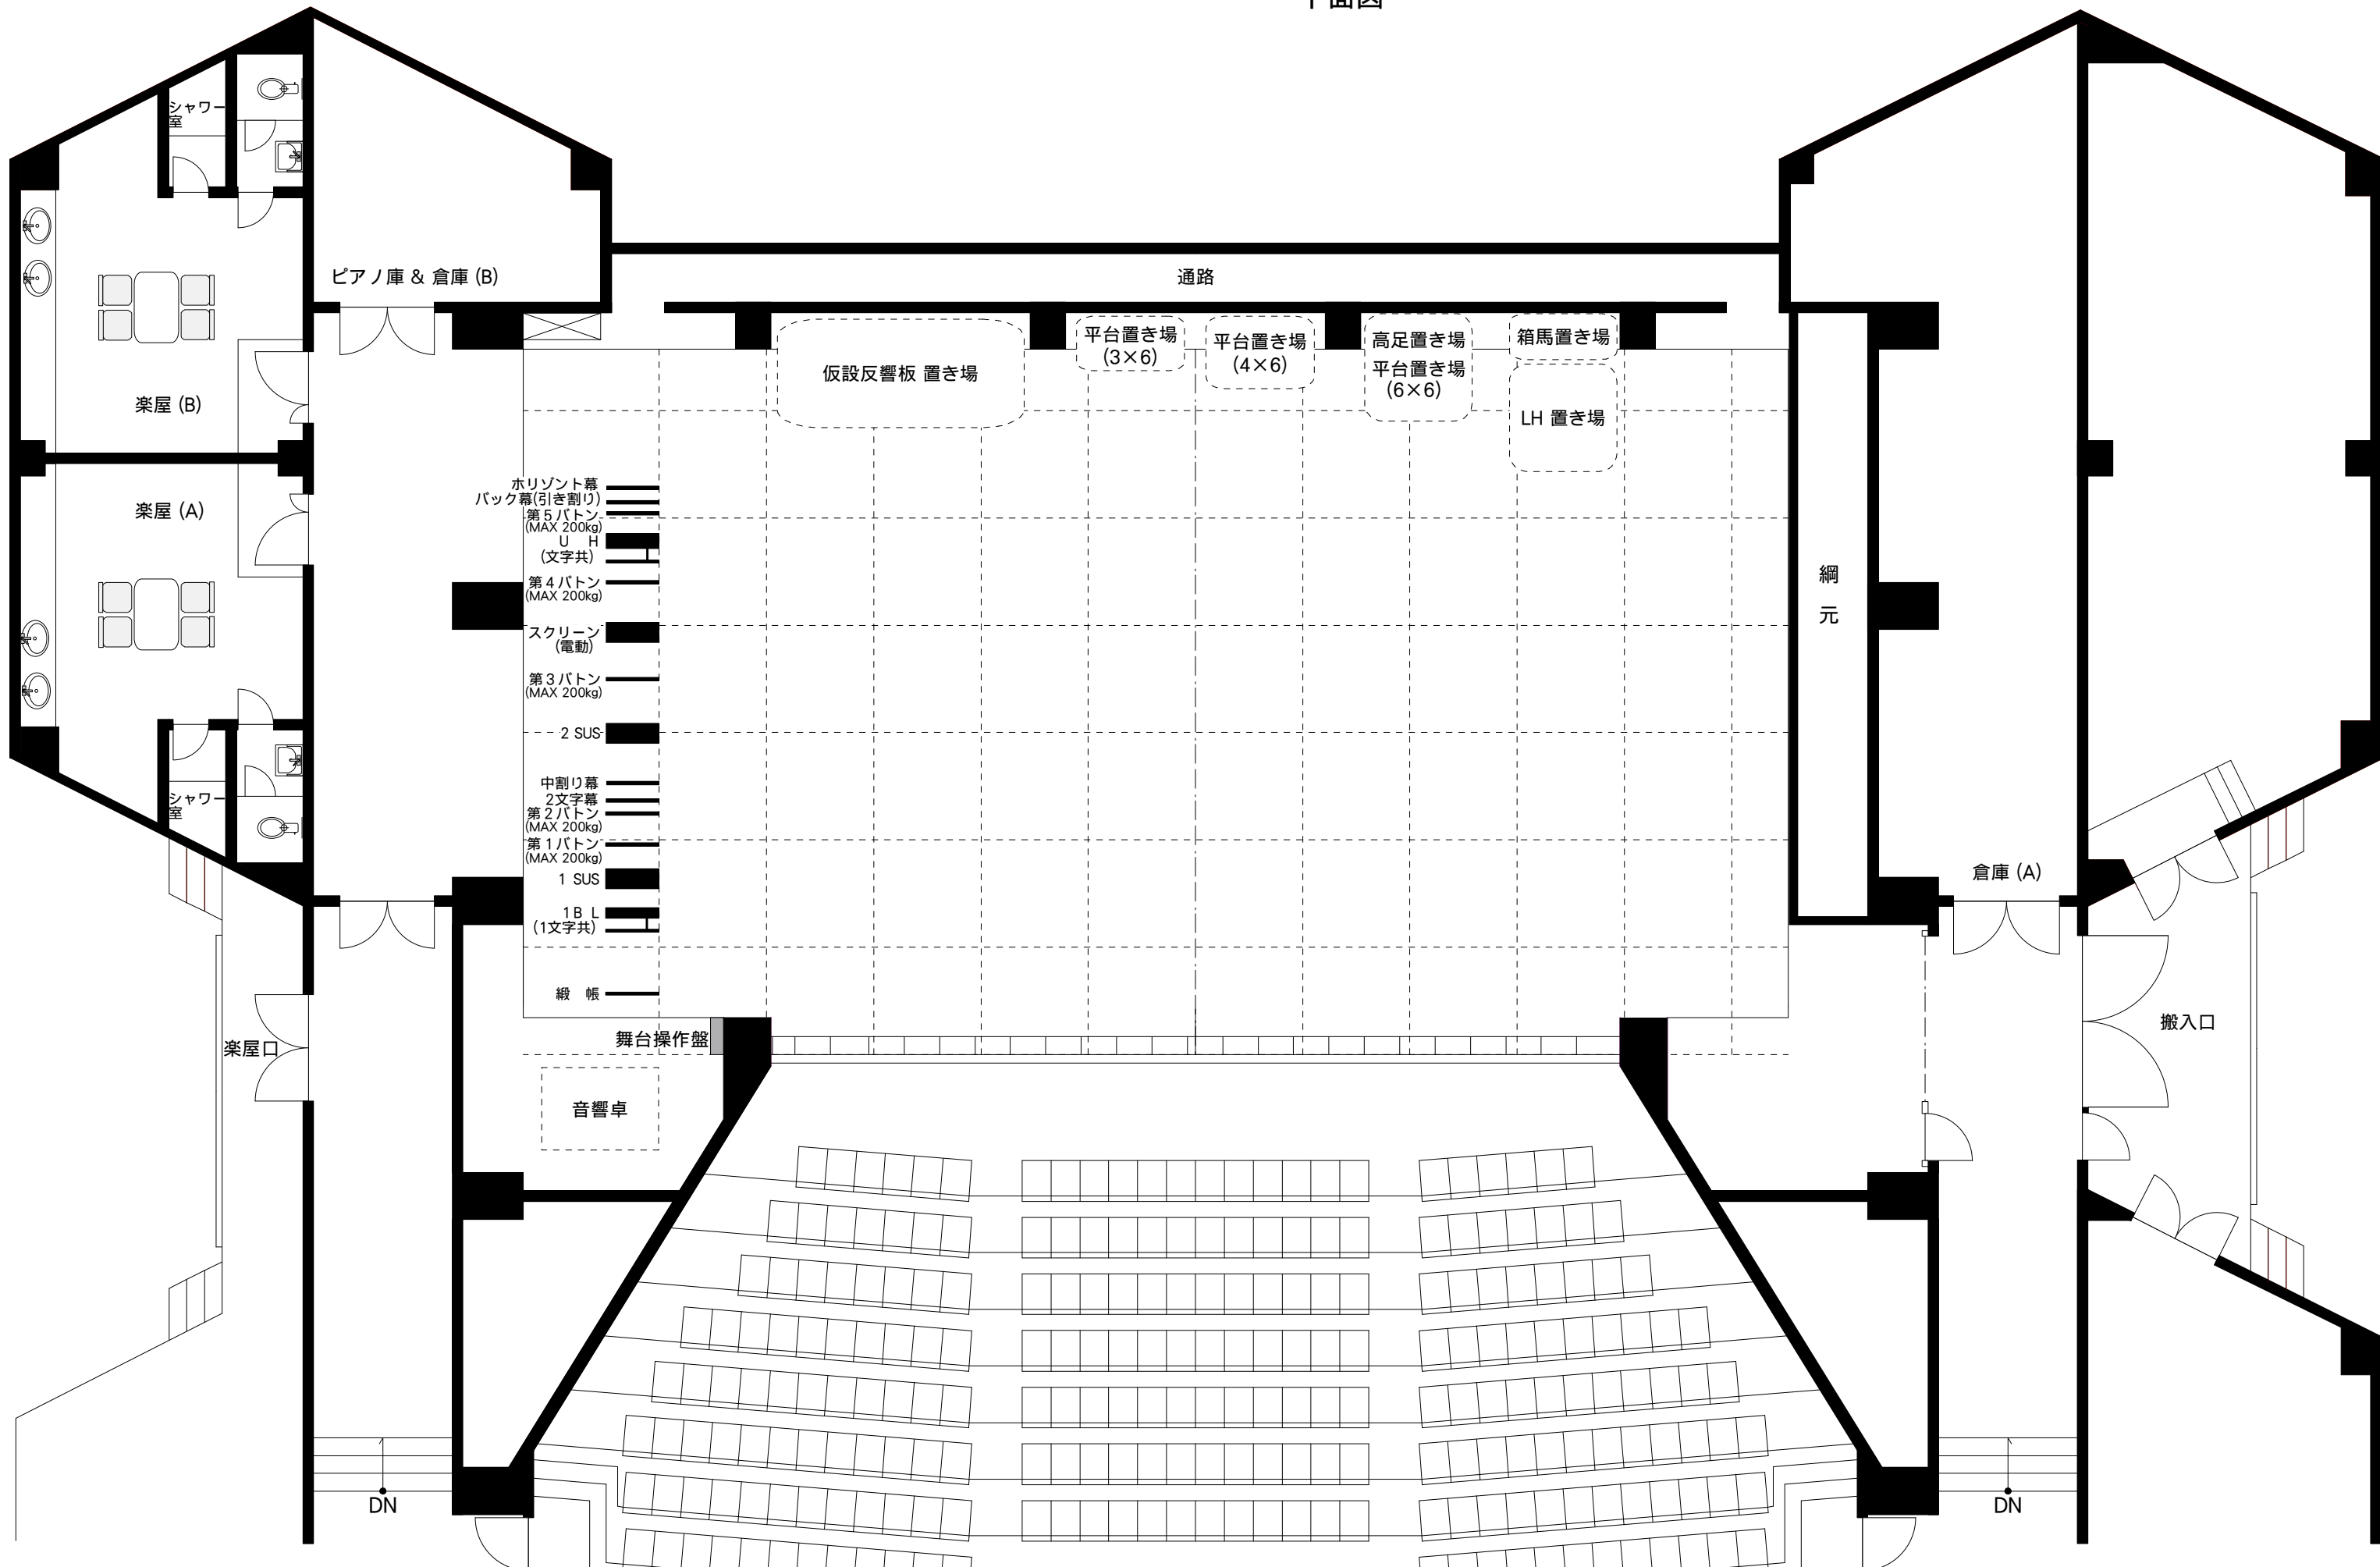 平面図
シャワー
室
ピアノ庫 & 倉庫 (B)
通路
仮設反響板 置き場
平台置き場
(3×6)
平台置き場
(4×6)
高足置き場
平台置き場
(6×6)
箱馬置き場
LH 置き場
楽屋 (B)
楽屋 (A)
ホリゾント幕
バック幕(引き割り)
第5バトン
(MAX 200kg)
U H
(文字共)
第4バトン
(MAX 200kg)
スクリーン
(電動)
第3バトン
(MAX 200kg)
2 SUS
中割り幕
2文字幕
第2バトン
(MAX 200kg)
第1バトン
(MAX 200kg)
1 SUS
1B L
(1文字共)
緞 帳
綱
元
シャワー
室
倉庫 (A)
楽屋口
舞台操作盤
搬入口
音響卓
DN
DN